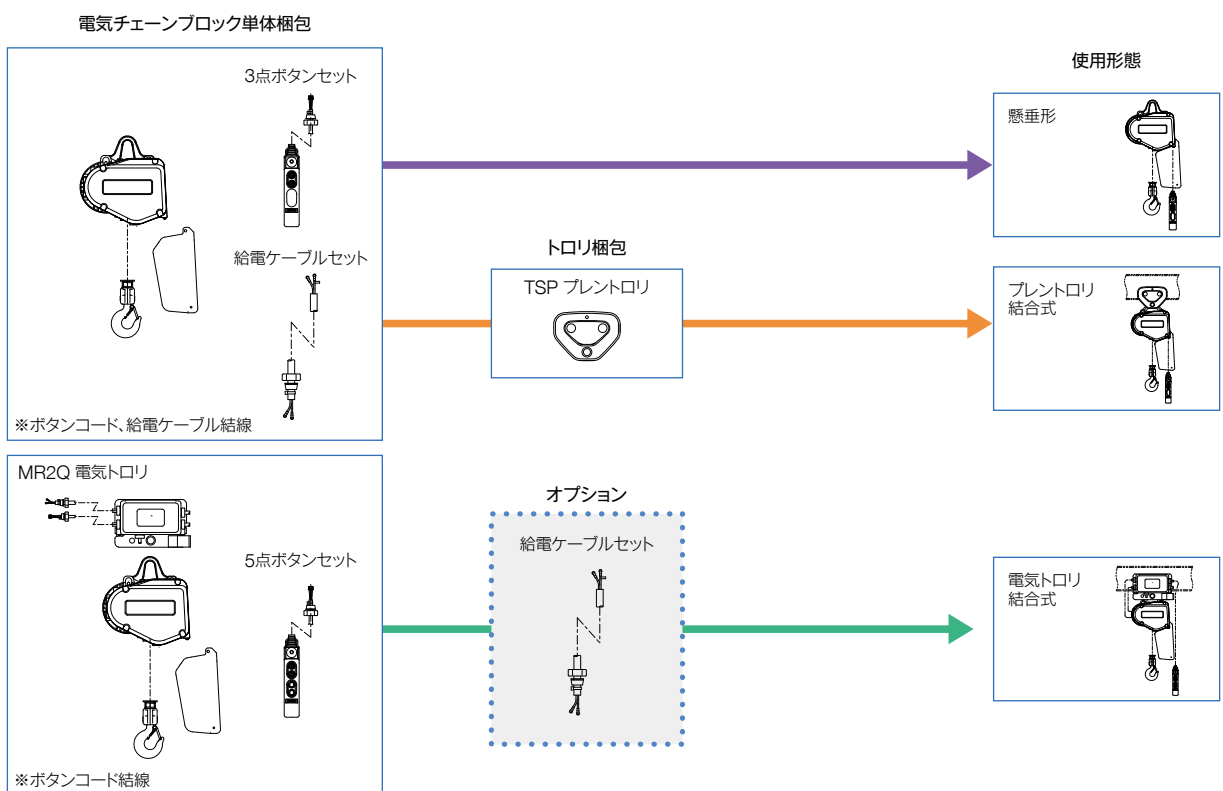 電気チェーンブロック単体梱包
使用形態
3点ボタンセット
給電ケーブルセット
※ボタンコード、給電ケーブル結線
トロリ梱包
TSP プレントロリ
懸垂形
プレントロリ
結合式
MR2Q 電気トロリ
5点ボタンセット
※ボタンコード結線
オプション
給電ケーブルセット
電気トロリ
結合式